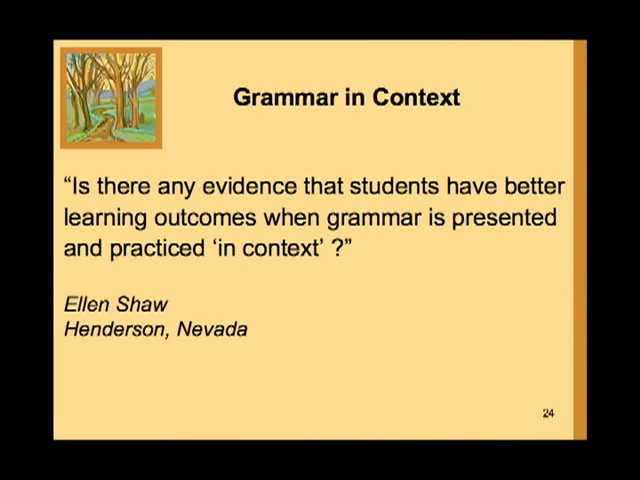 Grammar in Context
“Is there any evidence that students have better
learning outcomes when grammar is presented
and practiced ‘in context’ ?”
Ellen Shaw
Henderson, Nevada
24